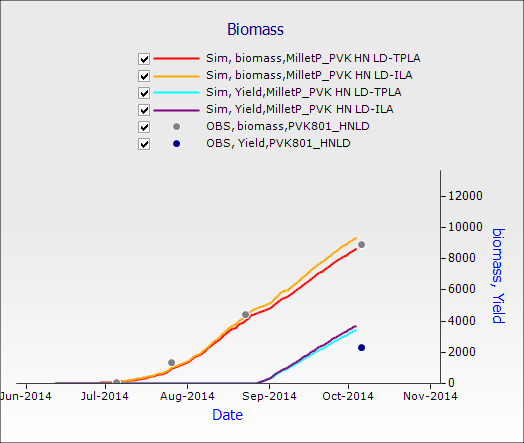 Biomass
Sim, biomass,MilletP_PVK HN LD-TPLA
Sim, biomass,MilletP_PVK HN LD-ILA
Sim, Yield,MilletP_PVK HN LD-TPLA
Sim, Yield,MilletP_PVK HN LD-ILA
OBS, biomass,PVK801_HNLD
OBS, Yield,PVK801_HNLD
12000
10000
8000
6000
4000
2000
0
biomass, Yield
Jun-2014 Jul-2014 Aug-2014 Sep-2014 Oct-2014 Nov-2014
Date